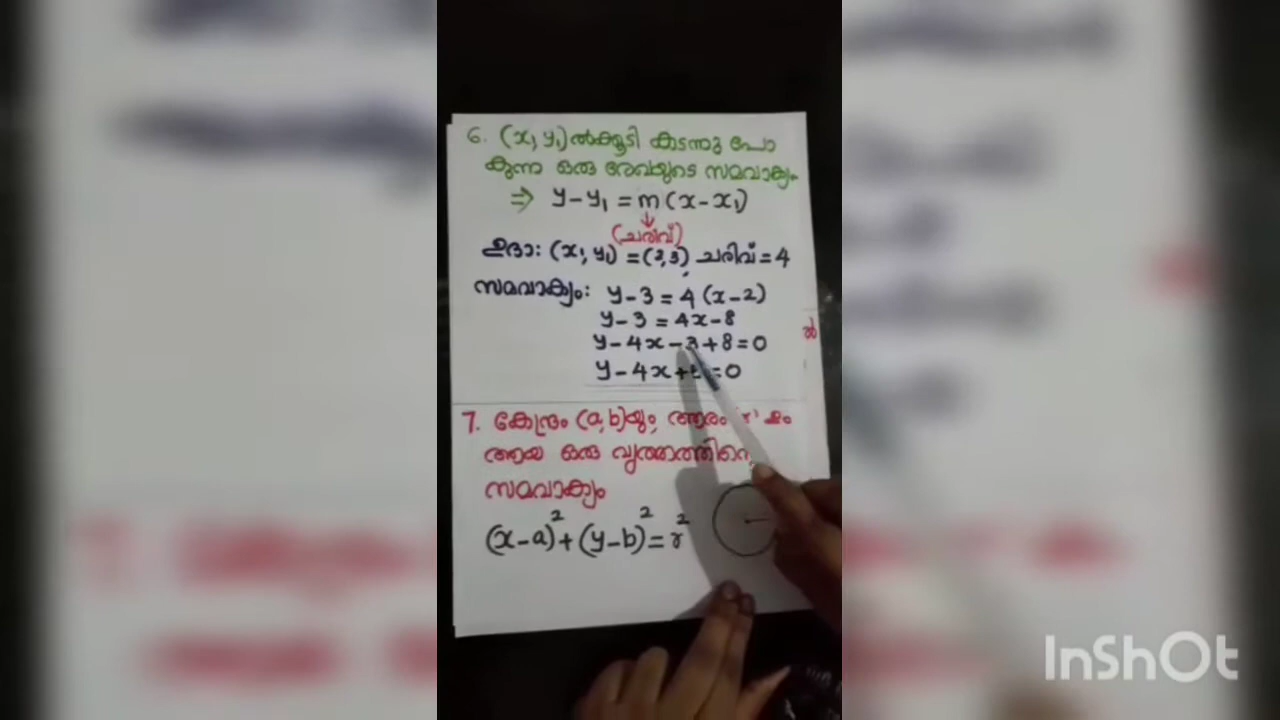 6. (x₁ y₁)ൽക്കൂടി കടന്നു പോ
കുന്ന ഒരു രേഖയുടെ സമവാക്യം
⇒ y-y₁ = m(x-x₁)
(ചരിവ്)
ഉദാ: (x₁, y₁) = (2,3) ചരിവ് = 4
സമവാക്യം: y-3 = 4 (x-2)
y-3 = 4x-8
y-4x-3+8=0
y-4x+ =0
ൽ
7. കേന്ദ്രം (a,b)യും, ആരം 'r' ഉം
ആയ ഒരു വൃത്തത്തിന്റെ
സമവാക്യം
(x-a)²+(y-b)²=r²
InShOt